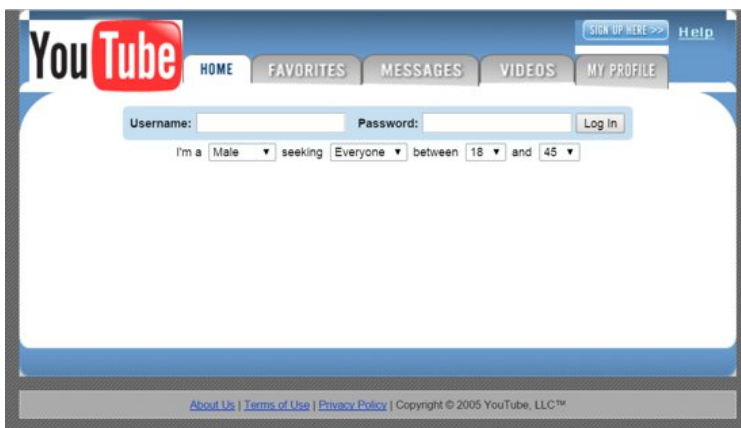 SIGN UP HERE >> Help
YouTube
HOME FAVORITES MESSAGES VIDEOS MY PROFILE
Username: Password: Log In
I'm a Male seeking Everyone between 18 and 45
About Us | Terms of Use | Privacy Policy | Copyright © 2005 YouTube, LLC™